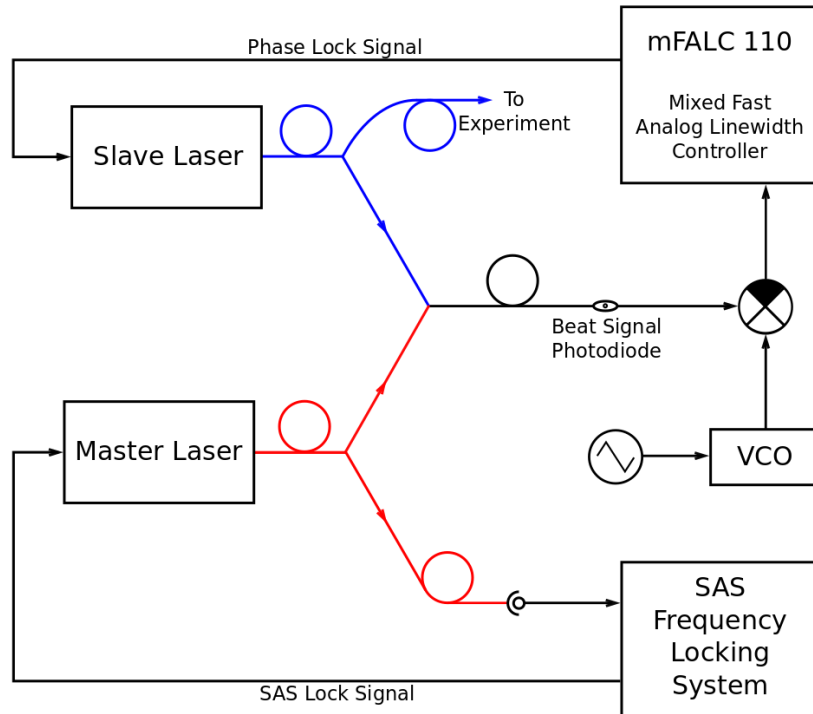 Phase Lock Signal
mFALC 110
Mixed Fast
Analog Linewidth
Controller
To
Experiment
Slave Laser
Beat Signal
Photodiode
Master Laser
VCO
SAS
Frequency
Locking
System
SAS Lock Signal